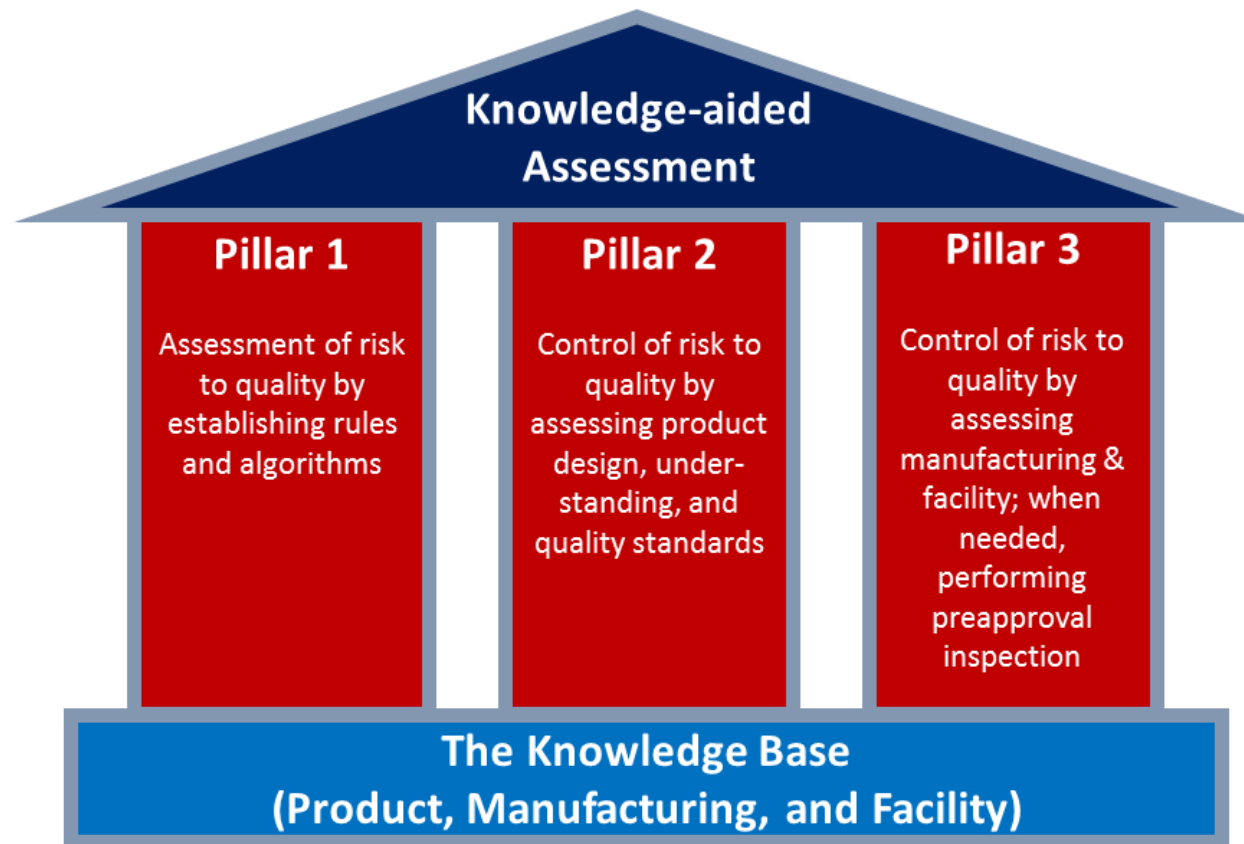 Knowledge-aided
Assessment
Pillar 1
Assessment of risk
to quality by
establishing rules
and algorithms
Pillar 2
Control of risk to
quality by
assessing product
design, under-
standing, and
quality standards
Pillar 3
Control of risk to
quality by
assessing
manufacturing &
facility; when
needed,
performing
preapproval
inspection
The Knowledge Base
(Product, Manufacturing, and Facility)